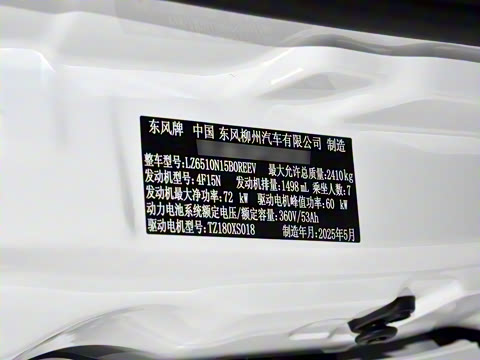 东风牌 中国 东风柳州汽车有限公司 制造
整车型号:LZ6510N15B0REEV 最大允许总质量:2410kg
发动机型号:4F15N 发动机排量:1498 mL 乘坐人数:7
发动机最大净功率:72 kW 驱动电机峰值功率:60 kW
动力电池系统额定电压/额定容量:360V/53Ah
驱动电机型号:TZ180XS018 制造年月:2025年5月